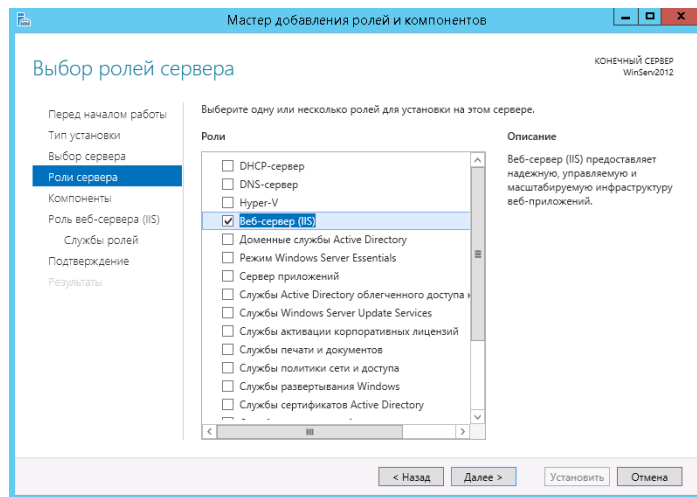 Мастер добавления ролей и компонентов
Выбор ролей сервера
КОНЕЧНЫЙ СЕРВЕР
WinServ2012
Перед началом работы
Тип установки
Выбор сервера
Роли сервера
Компоненты
Роль веб-сервера (IIS)
Службы ролей
Подтверждение
Результаты
Выберите одну или несколько ролей для установки на этом сервере.
Роли
DHCP-сервер
DNS-сервер
Hyper-V
Веб-сервер (IIS)
Доменные службы Active Directory
Режим Windows Server Essentials
Сервер приложений
Службы Active Directory облегченного доступа к
Службы Windows Server Update Services
Службы активации корпоративных лицензий
Службы печати и документов
Службы политики сети и доступа
Службы развертывания Windows
Службы сертификатов Active Directory
Описание
Веб-сервер (IIS) предоставляет
надежную, управляемую и
масштабируемую инфраструктуру
веб-приложений.
< Назад
Далее >
Установить
Отмена